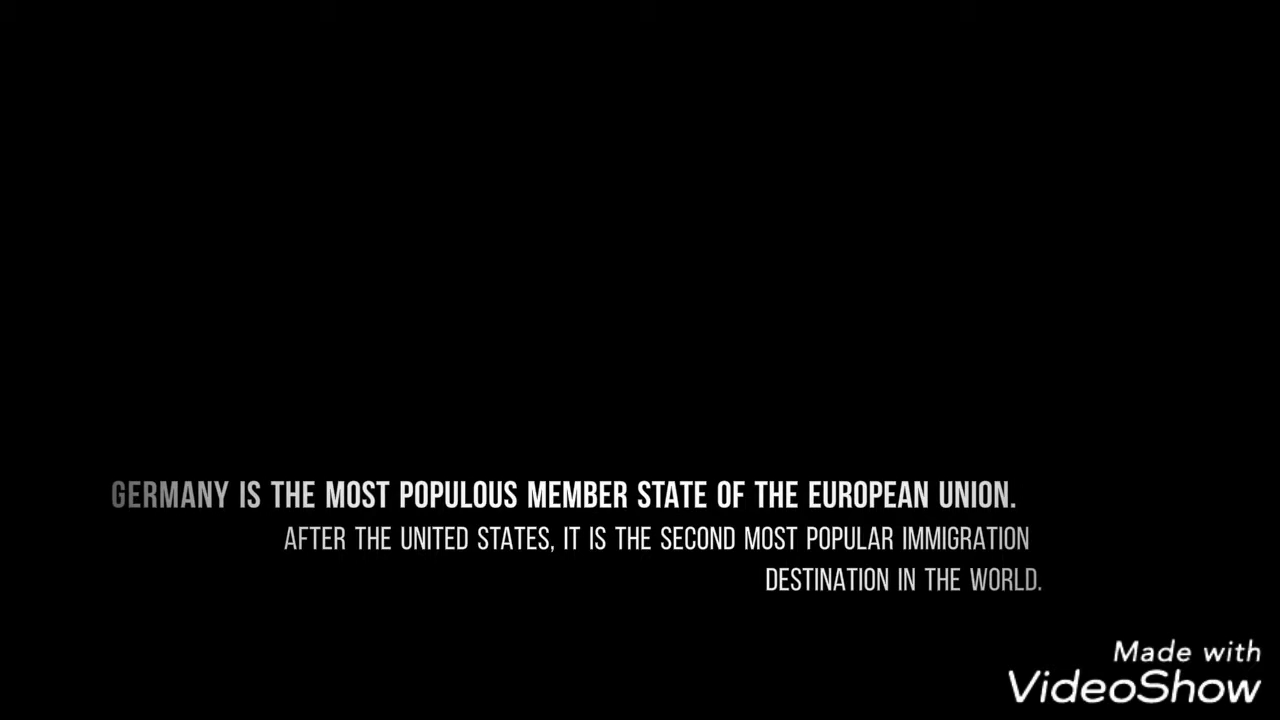 GERMANY IS THE MOST POPULOUS MEMBER STATE OF THE EUROPEAN UNION.
AFTER THE UNITED STATES, IT IS THE SECOND MOST POPULAR IMMIGRATION
DESTINATION IN THE WORLD.
Made with
VideoShow